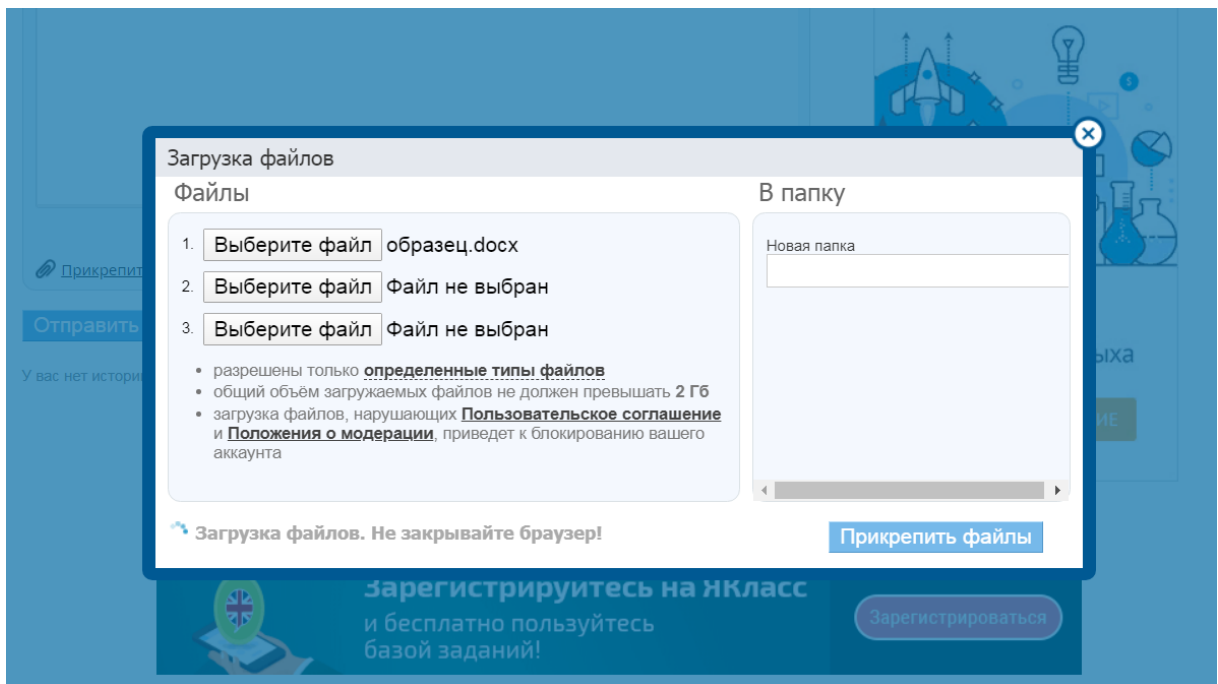 Загрузка файлов
Файлы
В папку
1. Выберите файл образец.docx
2. Выберите файл Файл не выбран
3. Выберите файл Файл не выбран
Новая папка
• разрешены только определенные типы файлов
• общий объём загружаемых файлов не должен превышать 2 Гб
• загрузка файлов, нарушающих Пользовательское соглашение
и Положения о модерации, приведет к блокированию вашего
аккаунта
Загрузка файлов. Не закрывайте браузер!
Прикрепить файлы
Прикрепит
Отправить
У вас нет истори
ыха
ИЕ
Зарегистрируйтесь на ЯКласс
и бесплатно пользуйтесь
базой заданий!
Зарегистрироваться